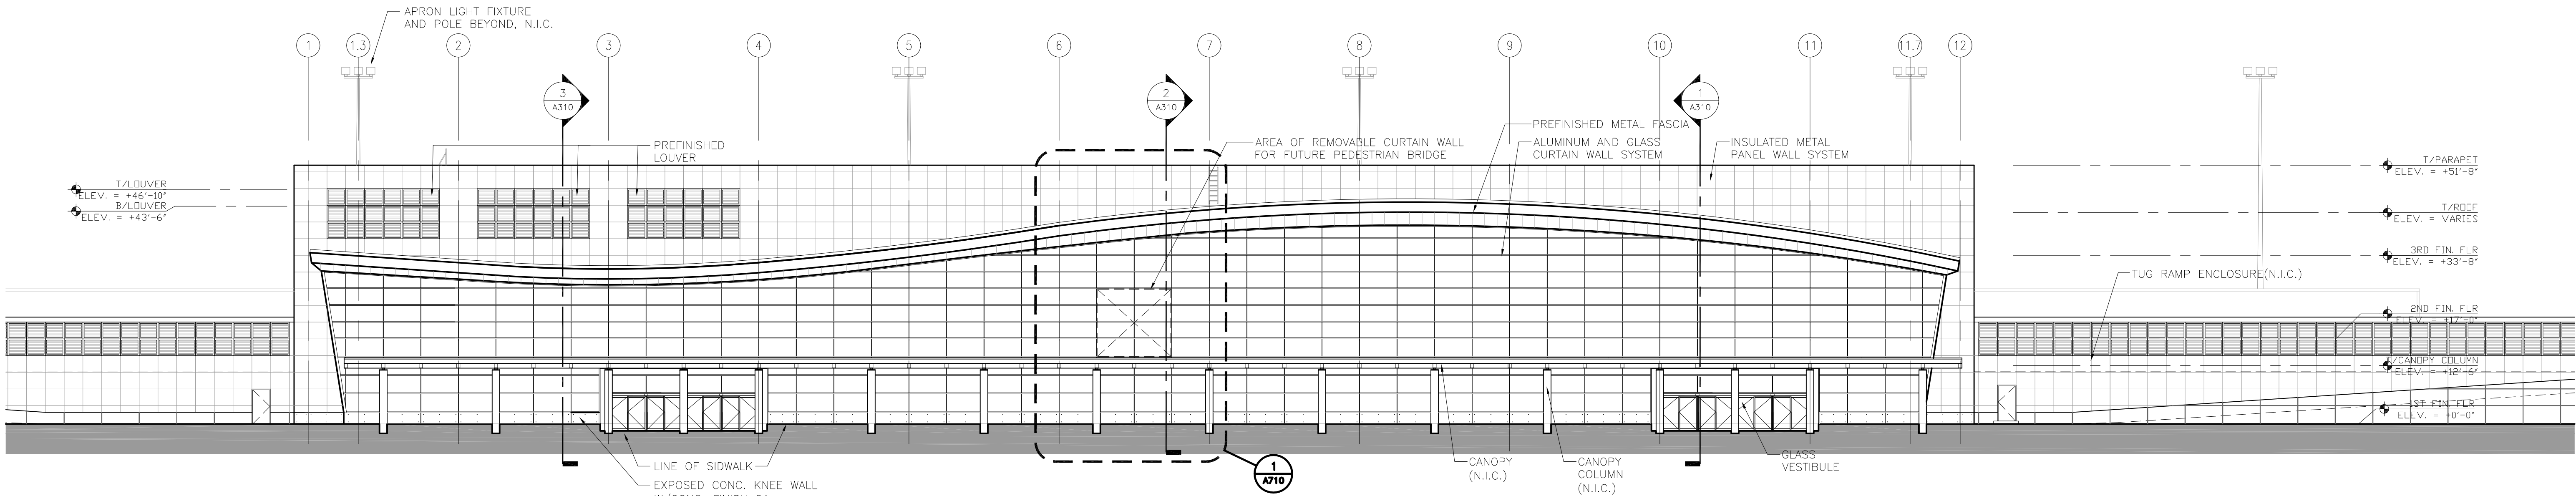 APRON LIGHT FIXTURE
AND POLE BEYOND, N.I.C.
1
1.3
2
3
4
5
6
7
8
9
10
11
11.7
12
3
A310
2
A310
1
A310
PREFINISHED METAL FASCIA
PREFINISHED
LOUVER
AREA OF REMOVABLE CURTAIN WALL
FOR FUTURE PEDESTRIAN BRIDGE
ALUMINUM AND GLASS
CURTAIN WALL SYSTEM
INSULATED METAL
PANEL WALL SYSTEM
T/LOUVER
ELEV. = +46'-10"
B/LOUVER
ELEV. = +43'-6"
T/PARAPET
ELEV. = +51'-8"
T/ROOF
ELEV. = VARIES
3RD FIN. FLR
ELEV. = +33'-8"
TUG RAMP ENCLOSURE(N.I.C.)
2ND FIN. FLR
ELEV. = +17'-0"
T/CANOPY COLUMN
ELEV. = +12'-6"
1ST FIN. FLR
ELEV. = +0'-0"
LINE OF SIDWALK
EXPOSED CONC. KNEE WALL
1
A710
CANOPY
(N.I.C.)
CANOPY
COLUMN
(N.I.C.)
GLASS
VESTIBULE